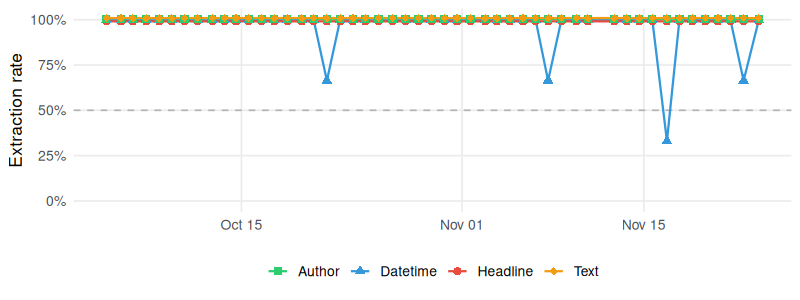 Extraction rate
100%
75%
50%
25%
0%
Oct 15 Nov 01 Nov 15
Author Datetime Headline Text